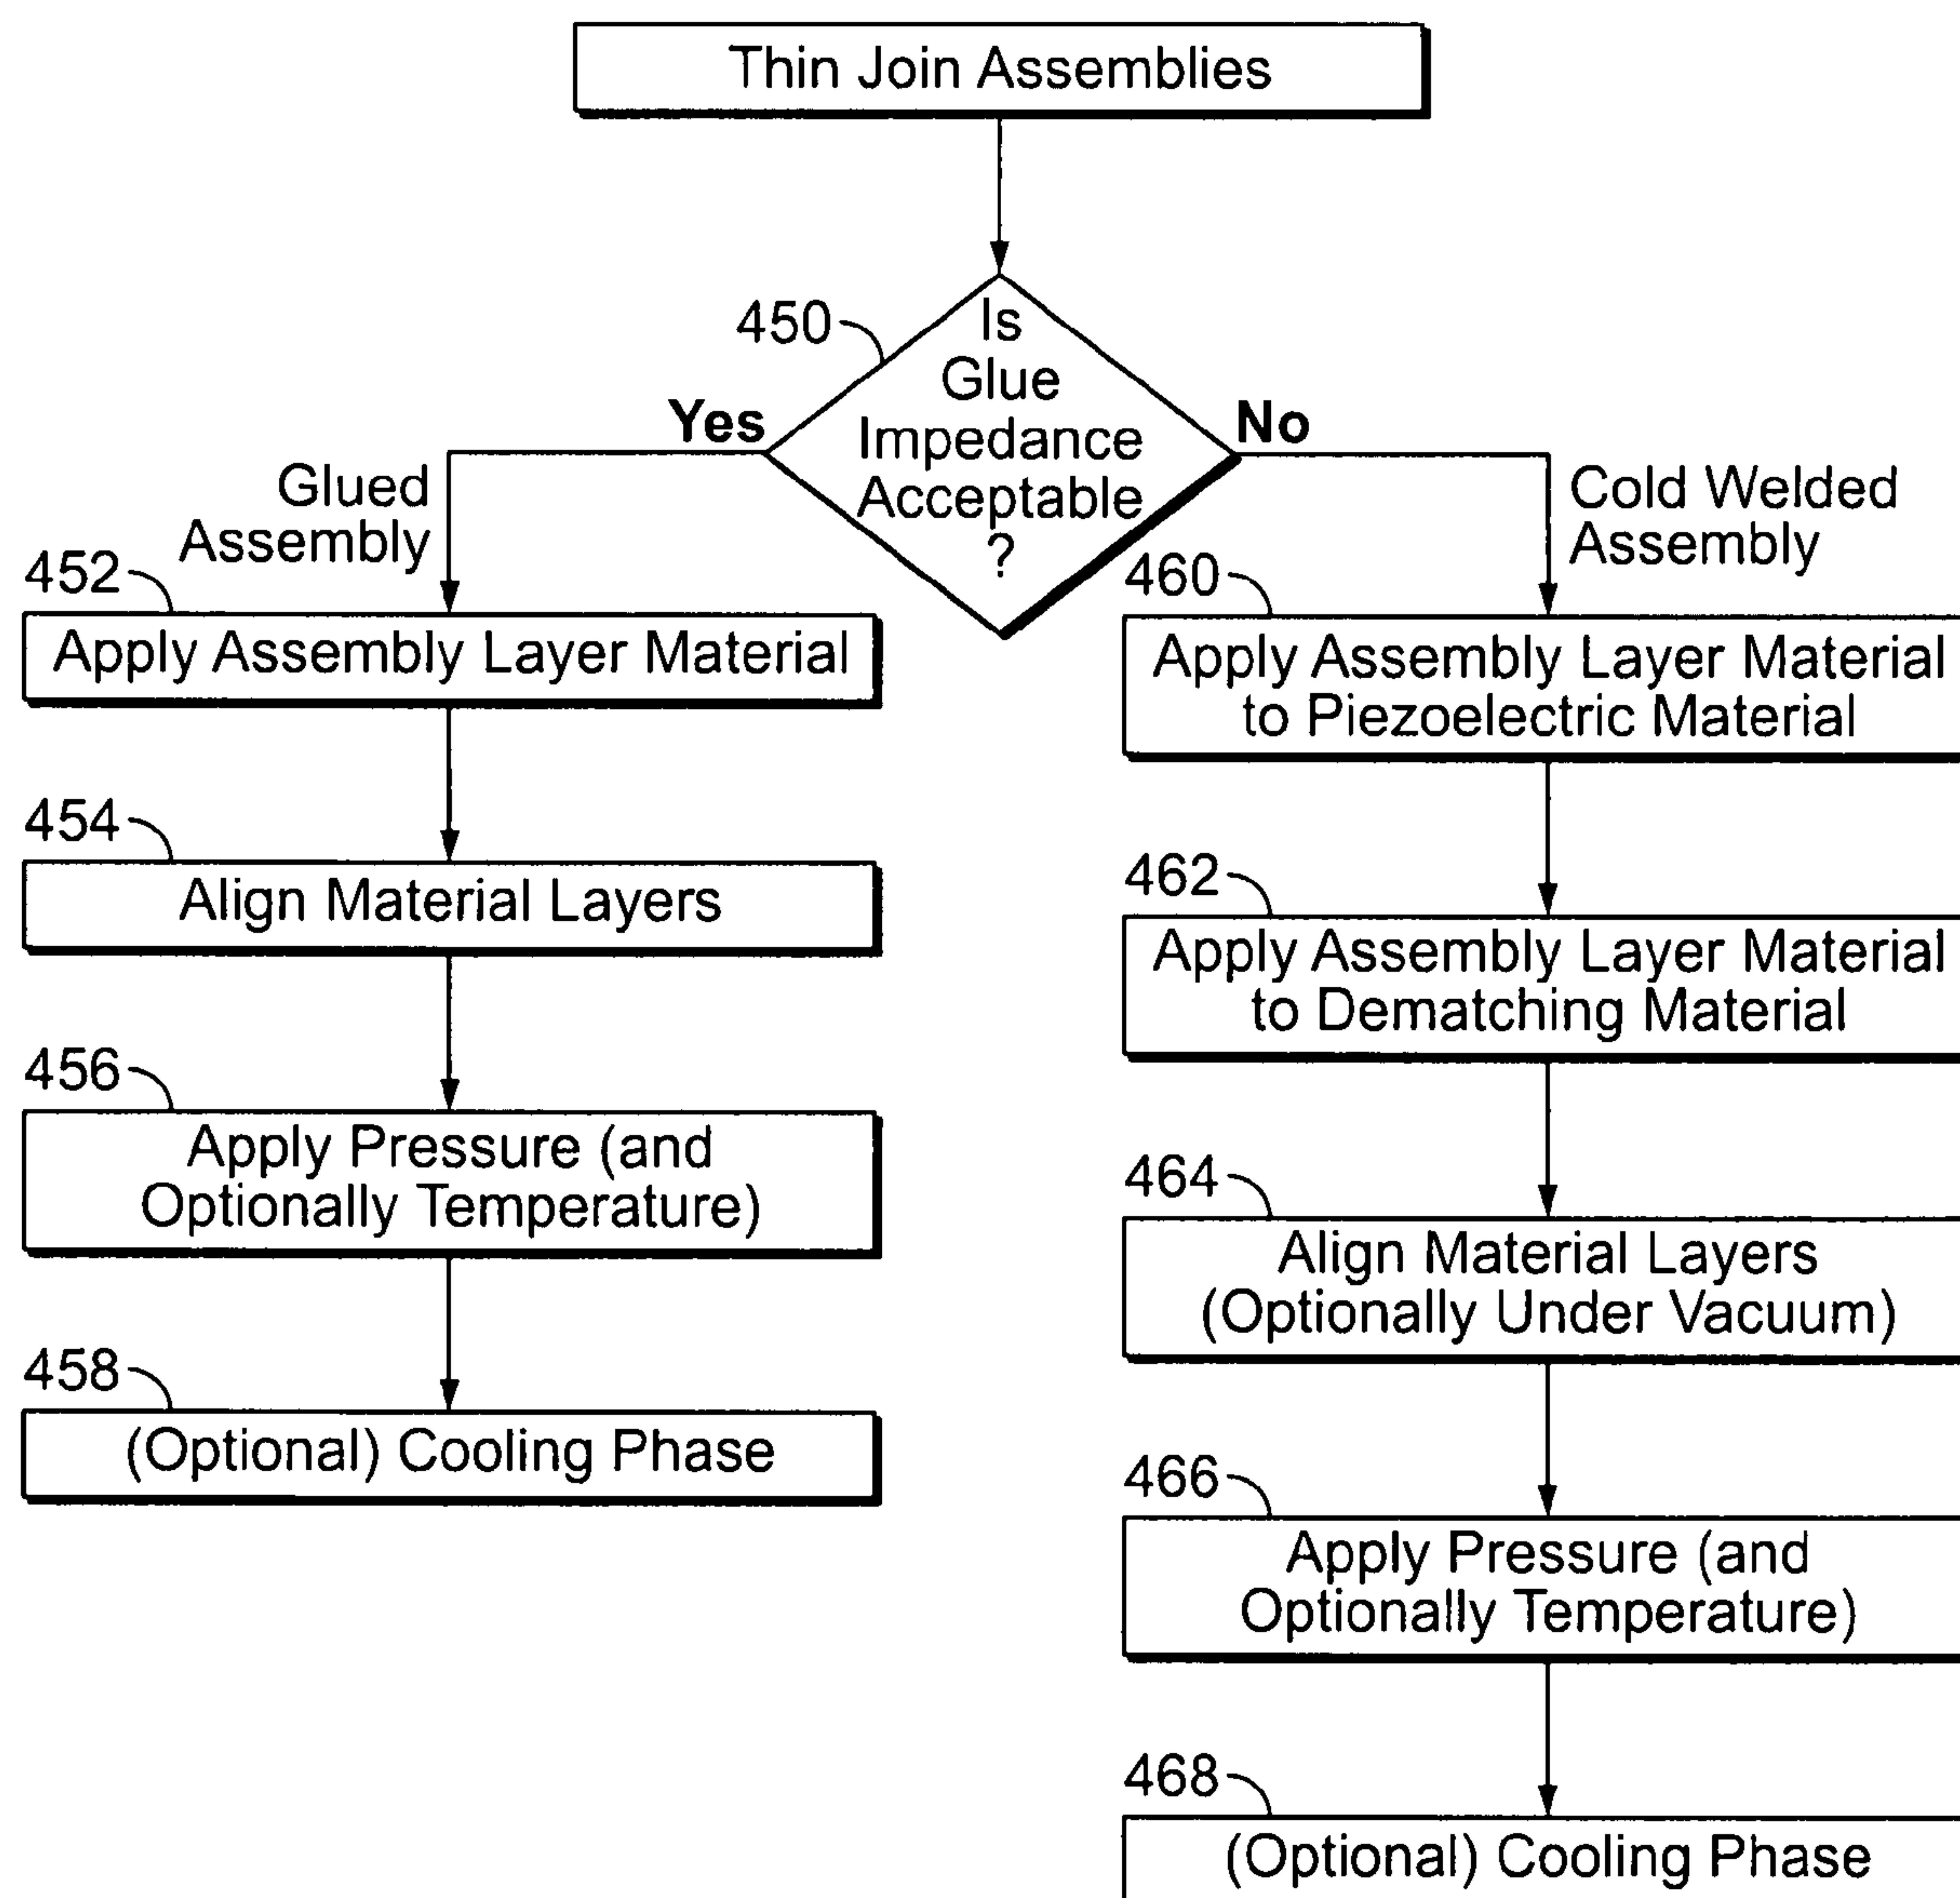 Thin Join Assemblies
450
Is
Glue
Impedance
Acceptable
?
Yes
No
Glued
Assembly
452
Apply Assembly Layer Material
454
Align Material Layers
456
Apply Pressure (and
Optionally Temperature)
458
(Optional) Cooling Phase
Cold Welded
Assembly
460
Apply Assembly Layer Material
to Piezoelectric Material
462
Apply Assembly Layer Material
to Dematching Material
464
Align Material Layers
(Optionally Under Vacuum)
466
Apply Pressure (and
Optionally Temperature)
468
(Optional) Cooling Phase